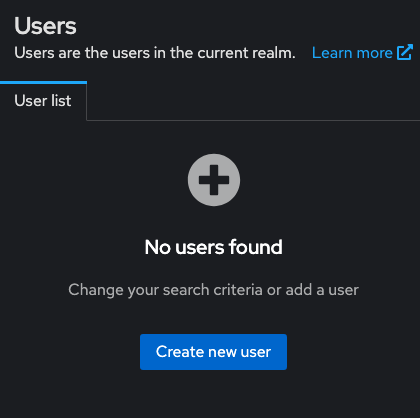 Users
Users are the users in the current realm. Learn more
User list
No users found
Change your search criteria or add a user
Create new user